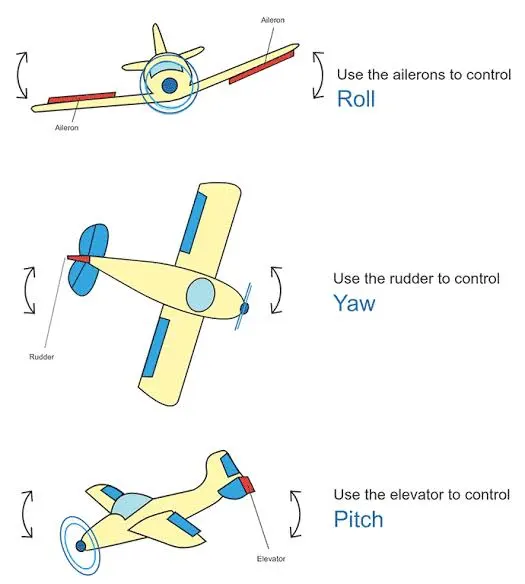 Aileron
Use the ailerons to control
Roll
Aileron
Use the rudder to control
Yaw
Rudder
Use the elevator to control
Pitch
Elevator